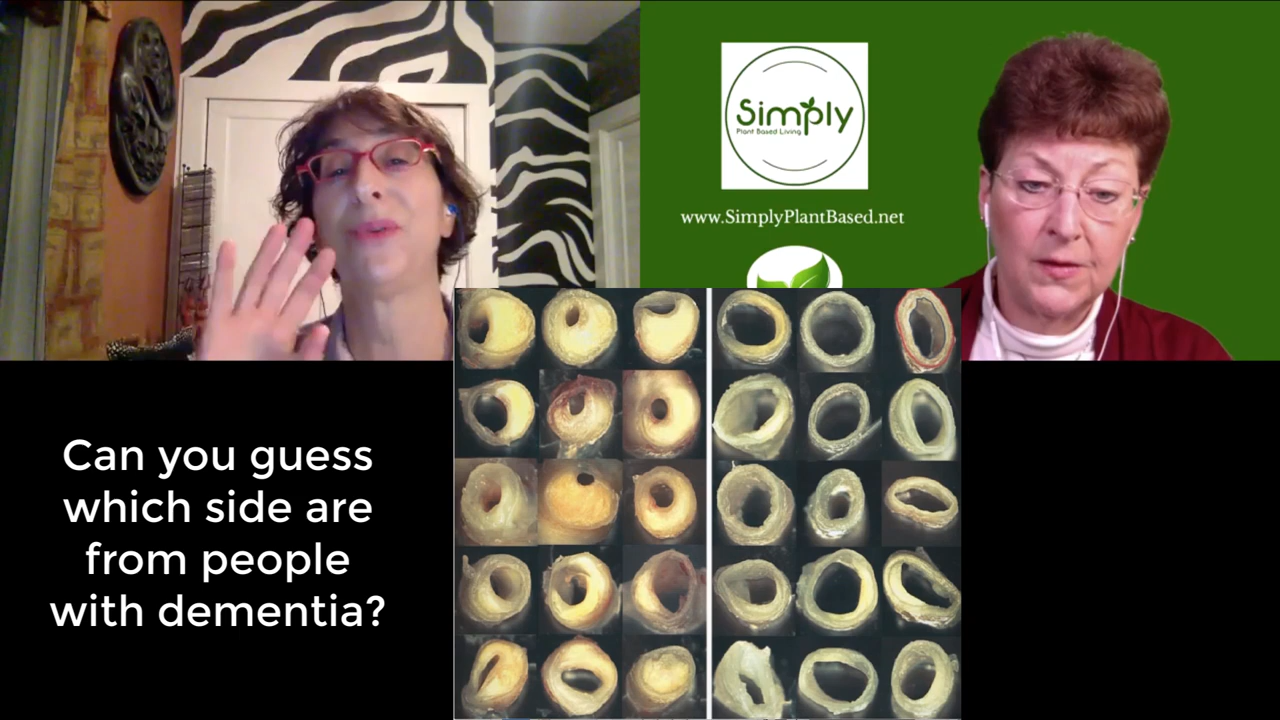 Simply
Plant Based Living
www.SimplyPlantBased.net
Can you guess
which side are
from people
with dementia?